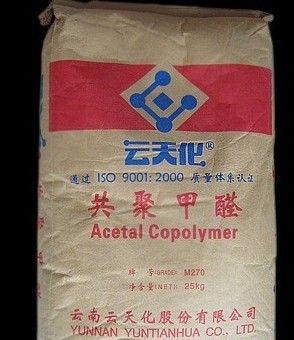 云天化®
通过 ISO 9001:2000 质量体系认证
共聚甲醛
Acetal Copolymer
牌 号(GRADE): M270
净含量(NET): 25kg
云南云天化股份有限公司
YUNNAN YUNTIANHUA CO., LTD.